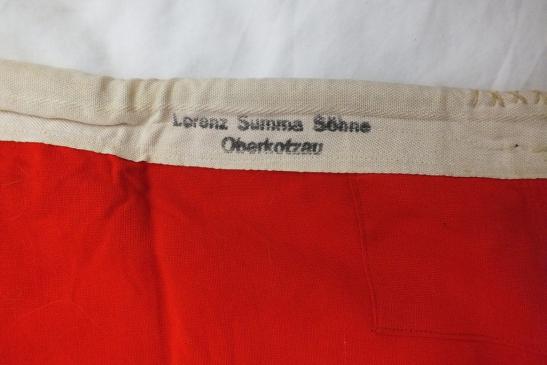 Lorenz Summa Söhne
Oberkotzau